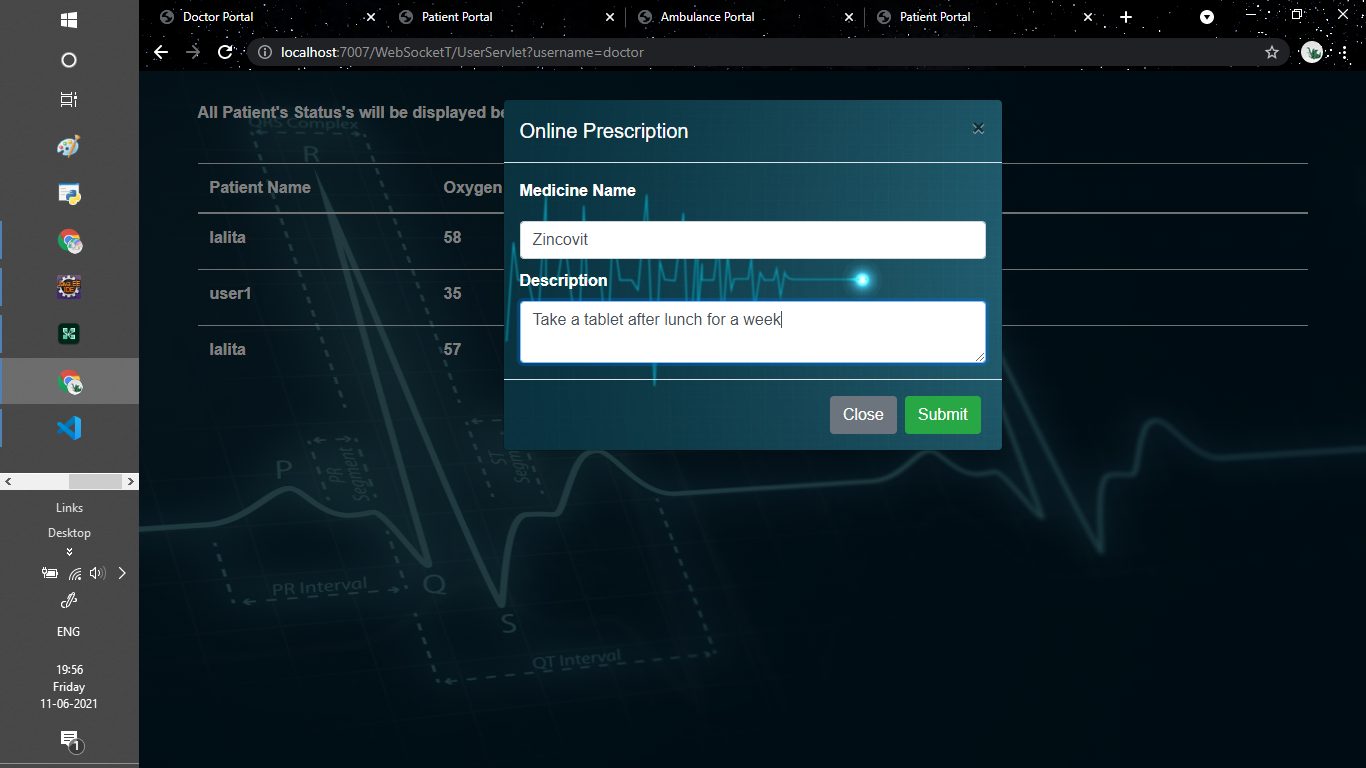 Doctor Portal
Patient Portal
Ambulance Portal
Patient Portal
localhost:7007/WebSocketT/UserServlet?username=doctor
All Patient's Status's will be displayed
Online Prescription
Patient Name
Oxygen
Medicine Name
Zincovit
lalita
58
Description
user1
35
Take a tablet after lunch for a week
lalita
57
Close
Submit
QRS Complex
R
P
PR
Segment
ST
Segment
PR Interval
Q
S
QT Interval
Links
Desktop
ENG
19:56
Friday
11-06-2021
1